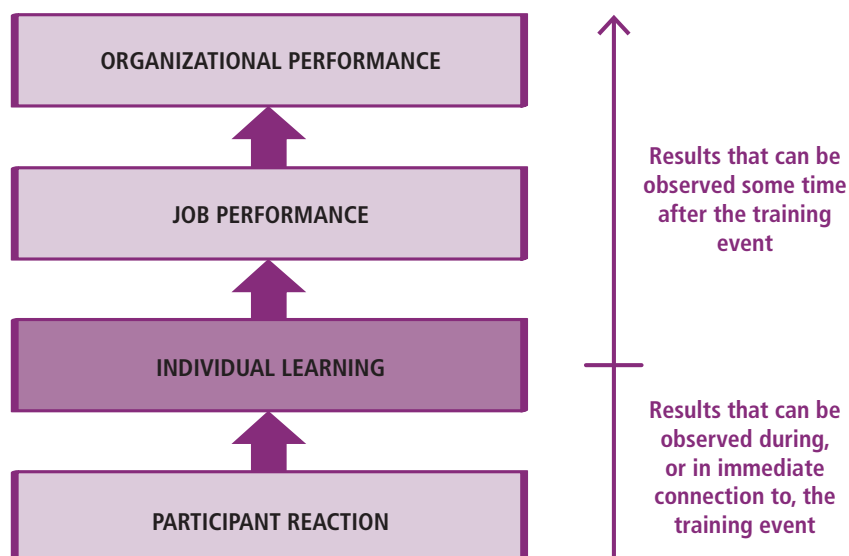 ORGANIZATIONAL PERFORMANCE
JOB PERFORMANCE
Results that can be
observed some time
after the training
event
INDIVIDUAL LEARNING
Results that can be
observed during,
or in immediate
connection to, the
training event
PARTICIPANT REACTION